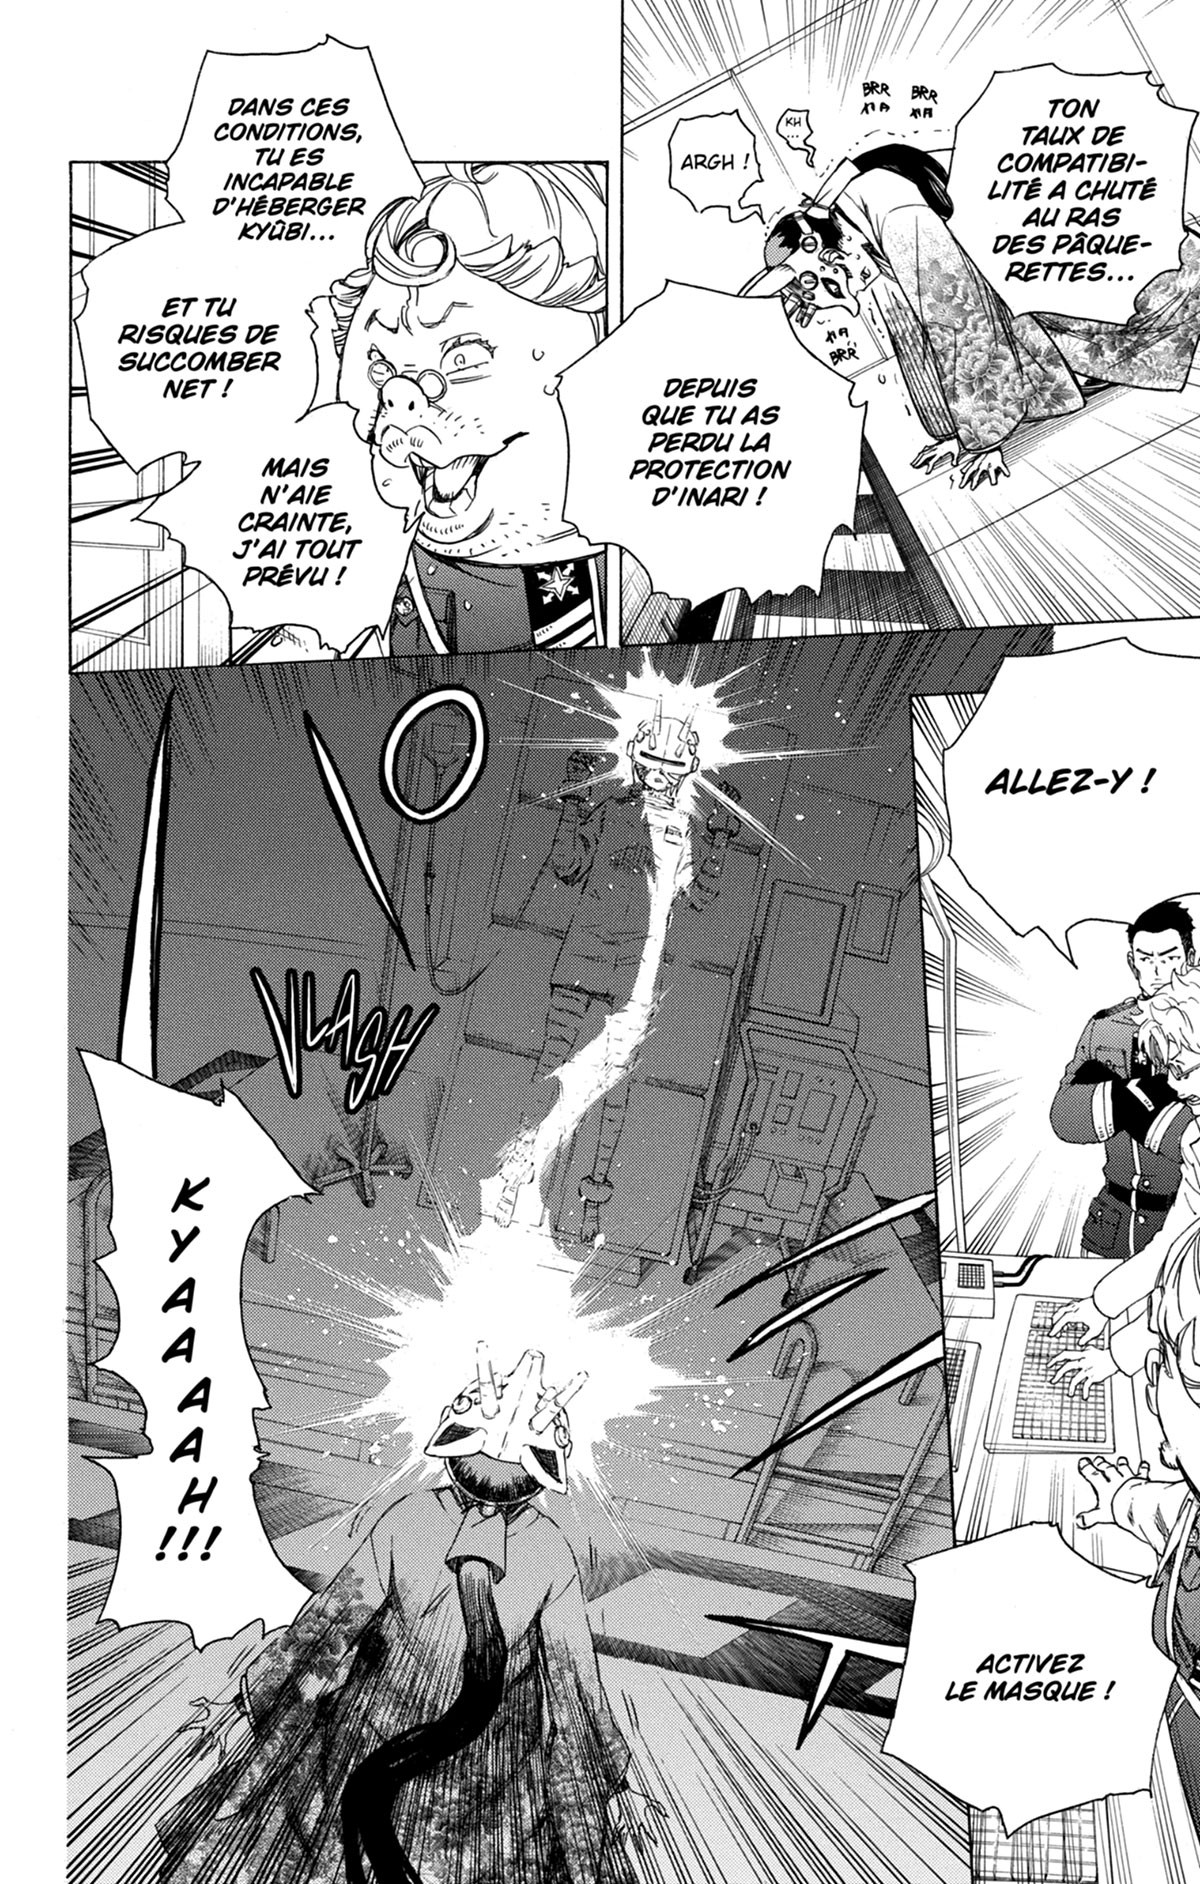 TON
TAUX DE
COMPATIBI-
LITÉ A CHUTÉ
AU RAS
DES PÂQUE-
RETTES...
BRR
BRR
KH
...
ARGH !
BRR
DEPUIS
QUE TU AS
PERDU LA
PROTECTION
D'INARI !
DANS CES
CONDITIONS,
TU ES
INCAPABLE
D'HÉBERGER
KYÛBI...
ET TU
RISQUES DE
SUCCOMBER
NET !
MAIS
N'AIE
CRAINTE,
J'AI TOUT
PRÉVU !
ALLEZ-Y !
ACTIVEZ
LE MASQUE !
VLASH
KYAAAAH !!!